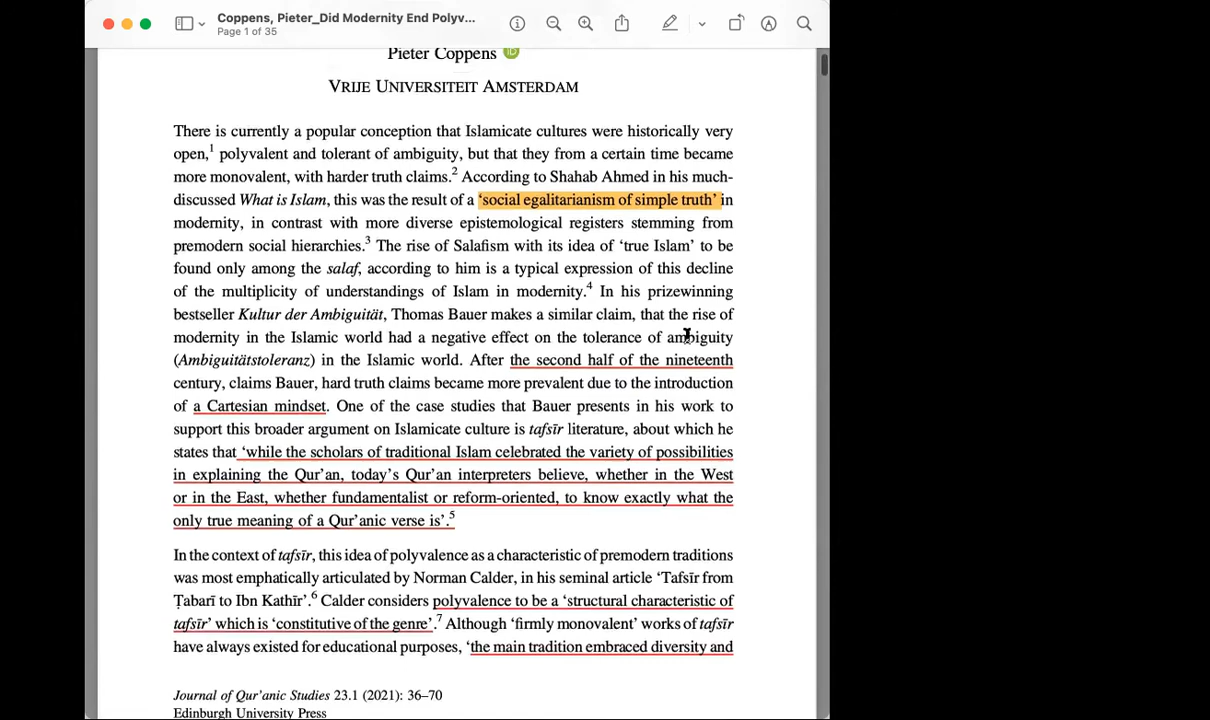 Coppens, Pieter_Did Modernity End Polyv...
Page 1 of 35
Pieter Coppens
VRIJE UNIVERSITEIT AMSTERDAM
There is currently a popular conception that Islamicate cultures were historically very
open,1 polyvalent and tolerant of ambiguity, but that they from a certain time became
more monovalent, with harder truth claims.2 According to Shahab Ahmed in his much-
discussed What is Islam, this was the result of a ‘social egalitarianism of simple truth’ in
modernity, in contrast with more diverse epistemological registers stemming from
premodern social hierarchies.3 The rise of Salafism with its idea of ‘true Islam’ to be
found only among the salaf, according to him is a typical expression of this decline
of the multiplicity of understandings of Islam in modernity.4 In his prizewinning
bestseller Kultur der Ambiguität, Thomas Bauer makes a similar claim, that the rise of
modernity in the Islamic world had a negative effect on the tolerance of ambiguity
(Ambiguitätstoleranz) in the Islamic world. After the second half of the nineteenth
century, claims Bauer, hard truth claims became more prevalent due to the introduction
of a Cartesian mindset. One of the case studies that Bauer presents in his work to
support this broader argument on Islamicate culture is tafsīr literature, about which he
states that ‘while the scholars of traditional Islam celebrated the variety of possibilities
in explaining the Qur’an, today’s Qur’an interpreters believe, whether in the West
or in the East, whether fundamentalist or reform-oriented, to know exactly what the
only true meaning of a Qur’anic verse is’.5
In the context of tafsīr, this idea of polyvalence as a characteristic of premodern traditions
was most emphatically articulated by Norman Calder, in his seminal article ‘Tafsīr from
Ṭabarī to Ibn Kathīr’.6 Calder considers polyvalence to be a ‘structural characteristic of
tafsīr’ which is ‘constitutive of the genre’.7 Although ‘firmly monovalent’ works of tafsīr
have always existed for educational purposes, ‘the main tradition embraced diversity and
Journal of Qur’anic Studies 23.1 (2021): 36–70
Edinburgh University Press